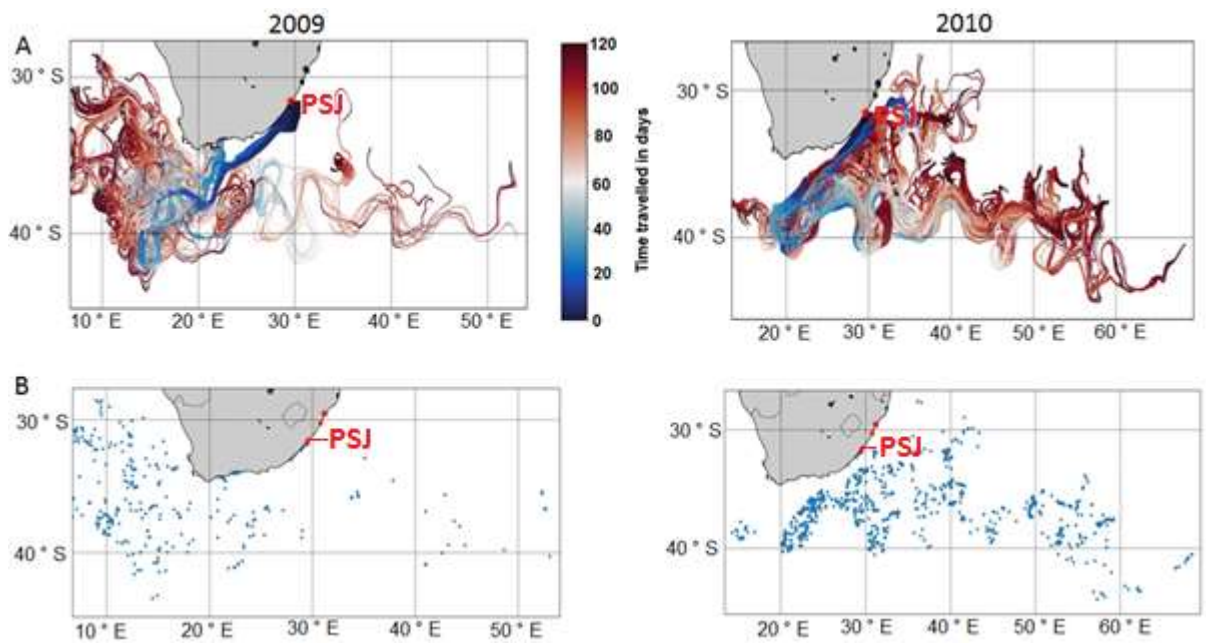 2009
2010
A
30 ° S
40 ° S
PSJ
10 ° E
20 ° E
30 ° E
40 ° E
50 ° E
120
100
80
60
40
20
0
Time travelled in days
30 ° S
40 ° S
PSJ
20 ° E
30 ° E
40 ° E
50 ° E
60 ° E
B
30 ° S
40 ° S
PSJ
10 ° E
20 ° E
30 ° E
40 ° E
50 ° E
30 ° S
40 ° S
PSJ
20 ° E
30 ° E
40 ° E
50 ° E
60 ° E